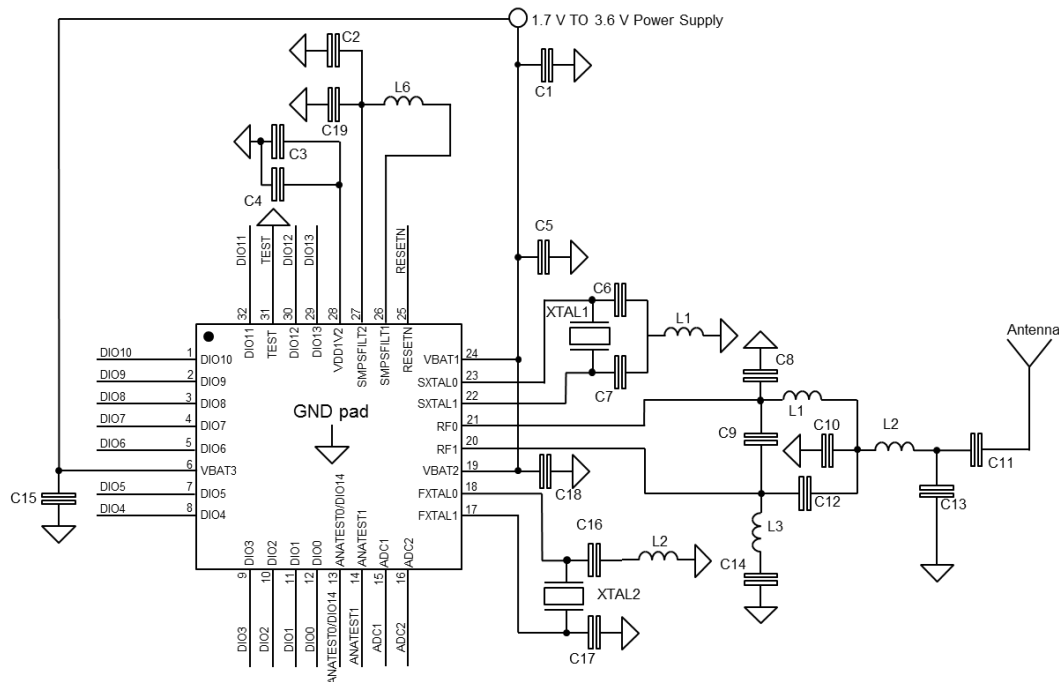 1.7 V TO 3.6 V Power Supply
C2
C1
L6
C19
C3
C4
C5
DIO11
TEST
DIO12
DIO13
RESETN
32
31
30
29
28
27
26
25
DIO11
TEST
DIO12
DIO13
VDD1V2
SMPSFILT2
SMPSFILT1
RESETN
C6
XTAL1
L1
C7
Antenna
DIO10 1 DIO10
DIO9 2 DIO9
DIO8 3 DIO8
DIO7 4 DIO7
DIO6 5 DIO6
6 VBAT3
DIO5 7 DIO5
DIO4 8 DIO4
C15
GND pad
VBAT1 24
SXTAL0 23
SXTAL1 22
RF0 21
RF1 20
VBAT2 19
FXTAL0 18
FXTAL1 17
C8
L1
C9
C10
L2
C11
C18
C12
C13
L3
C14
C16
L2
XTAL2
C17
DIO3
DIO2
DIO1
DIO0
ANATEST0/DIO14
ANATEST1
ADC1
ADC2
9
10
11
12
13
14
15
16
DIO3
DIO2
DIO1
DIO0
ANATEST0/DIO14
ANATEST1
ADC1
ADC2